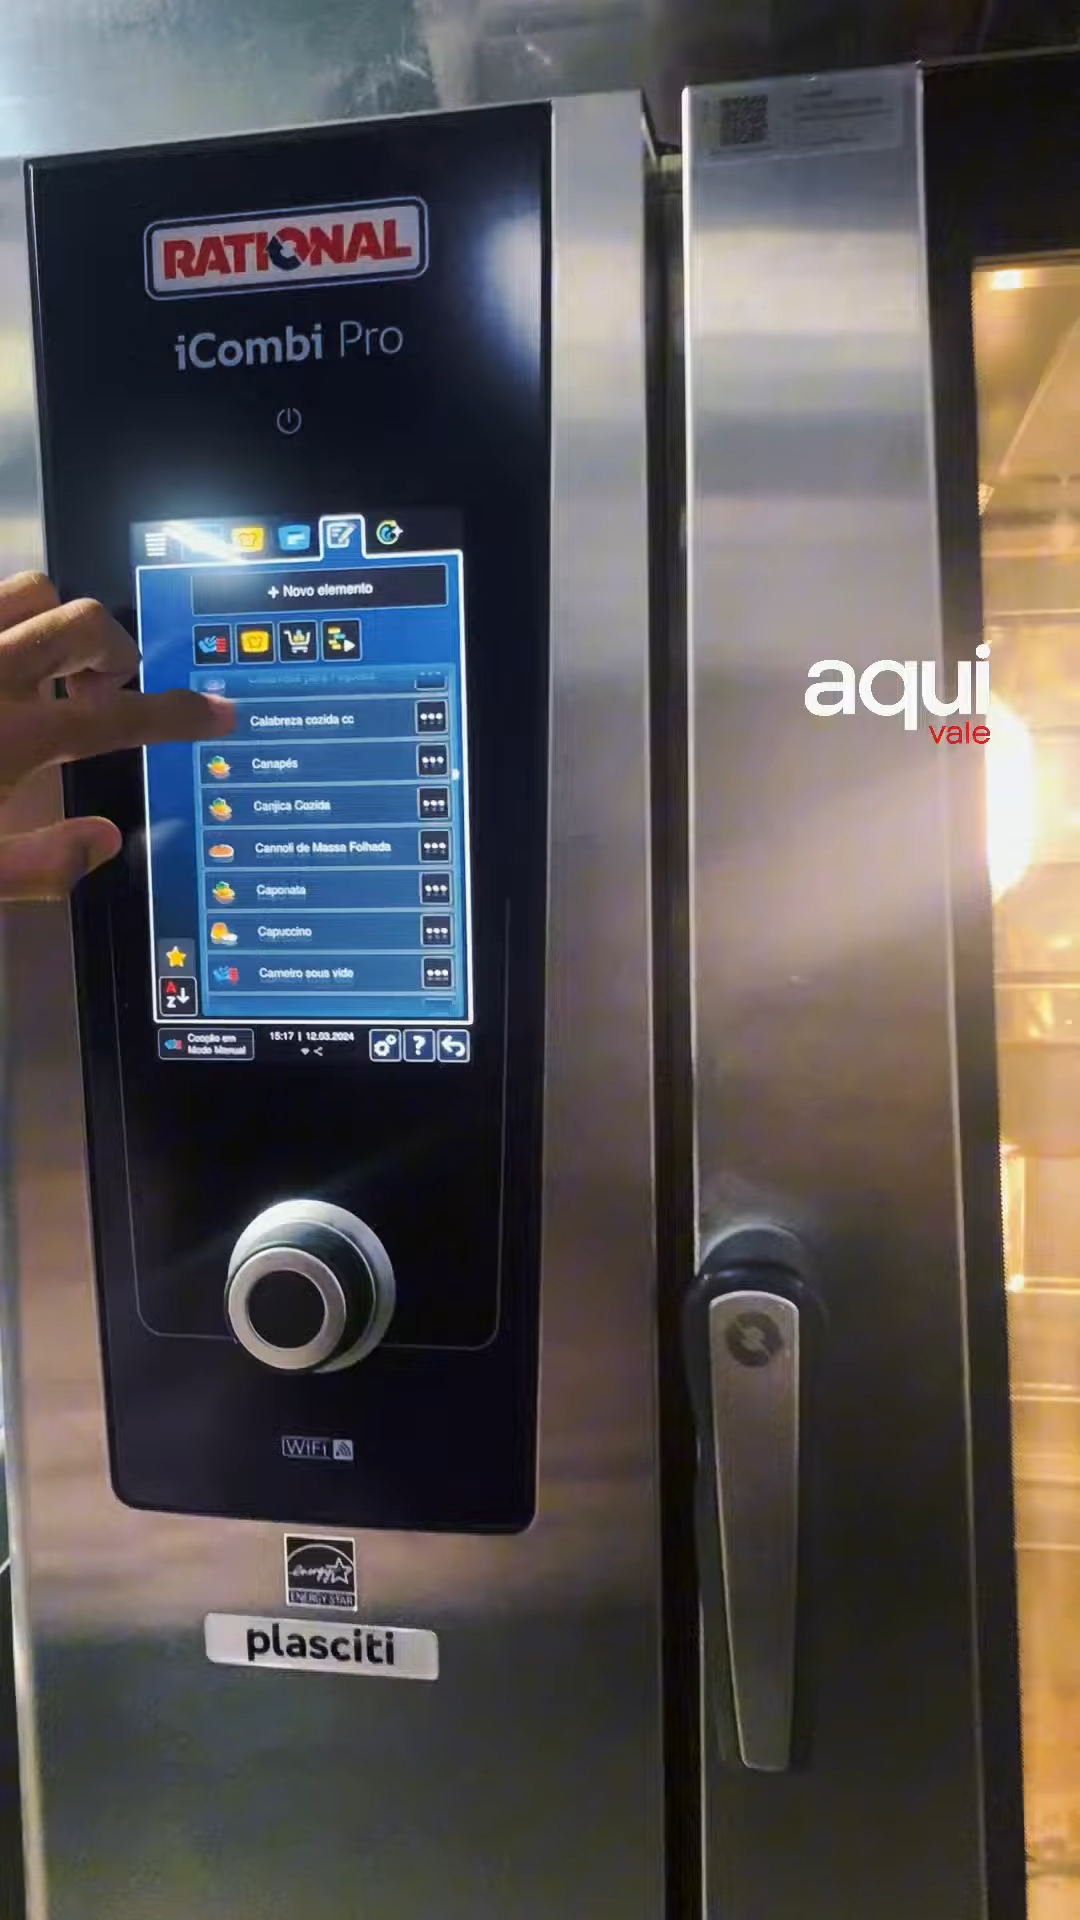 RATIONAL
iCombi Pro
+ Novo elemento
Calabreza cozida cc
Canapés
Canjica Cozida
Cannoli de Massa Folhada
Caponata
Capuccino
Carneiro sous vide
A
Z
Cocção em
Modo Manual
15:17 | 12.03.2024
?
aqui
vale
WiFi
energy
ENERGY STAR
plasciti